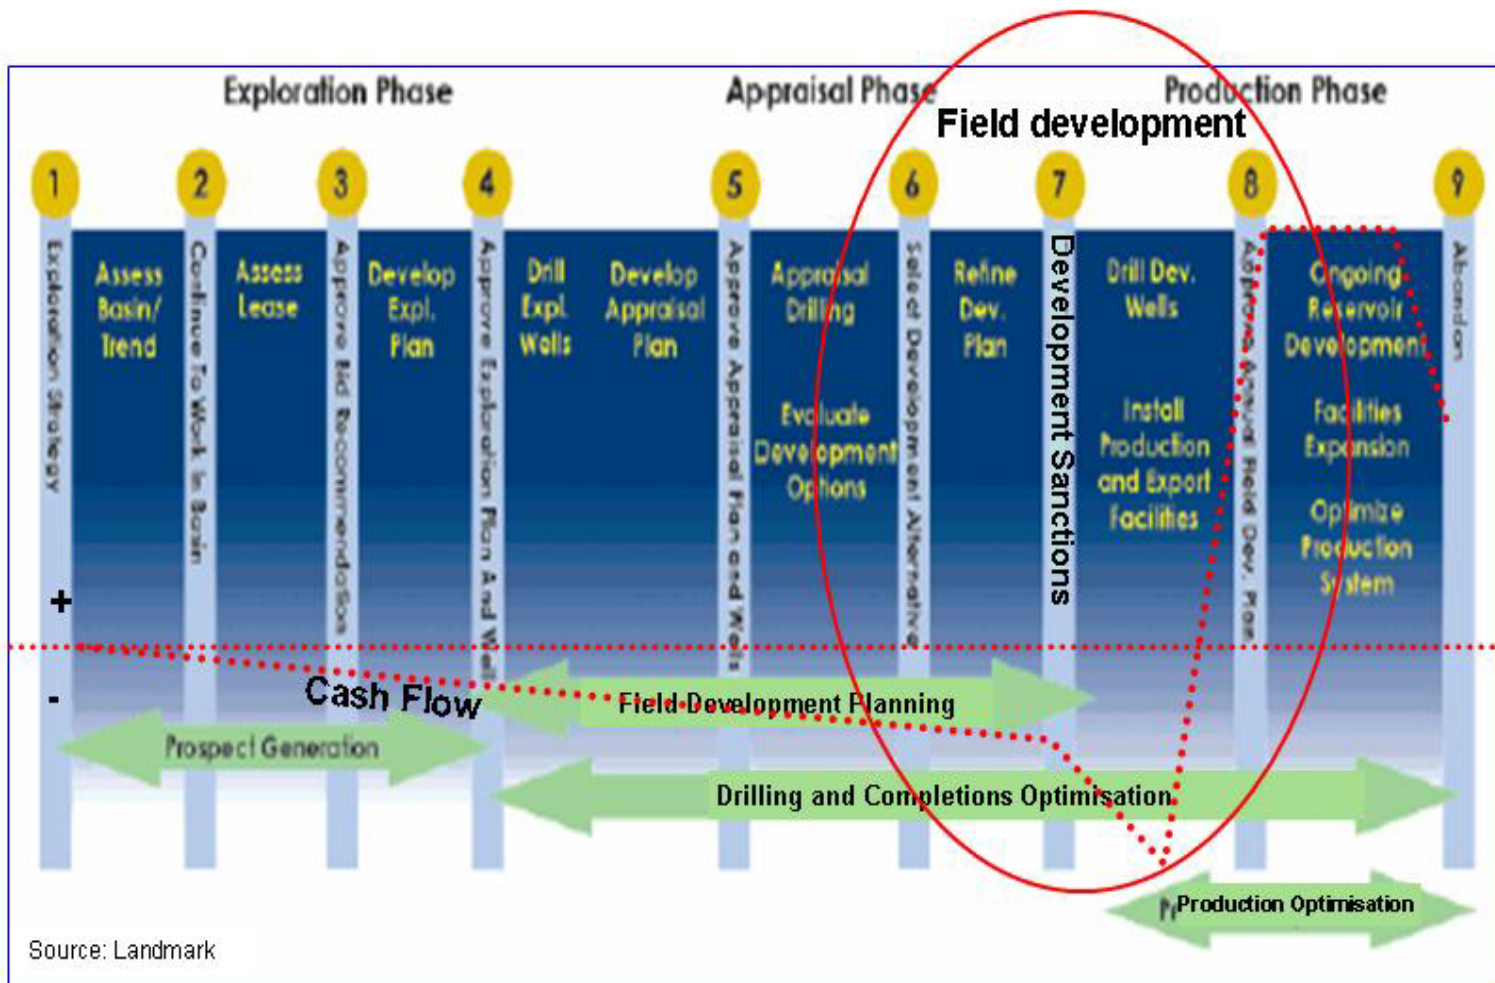 Exploration Phase
Appraisal Phase
Production Phase
Field development
1
2
3
4
5
6
7
8
9
Exploration Strategy
Assess
Basin/
Trend
Continue To Work In Basin
Assess
Lease
Approve Bid Recommendation
Develop
Expl.
Plan
Approve Exploration Plan And Well
Drill
Expl.
Wells
Develop
Appraisal
Plan
Approve Appraisal Plan and Wells
Appraisal
Drilling
Evaluate
Development
Options
Select Development Alternative
Refine
Dev.
Plan
Development Sanctions
Drill Dev.
Wells
Install
Production
and Export
Facilities
Approve Annual Field Dev. Plan
Ongoing
Reservoir
Development
Facilities
Expansion
Optimize
Production
System
Abandon
+
-
Cash Flow
Field Development Planning
Prospect Generation
Drilling and Completions Optimisation
Production Optimisation
Source: Landmark